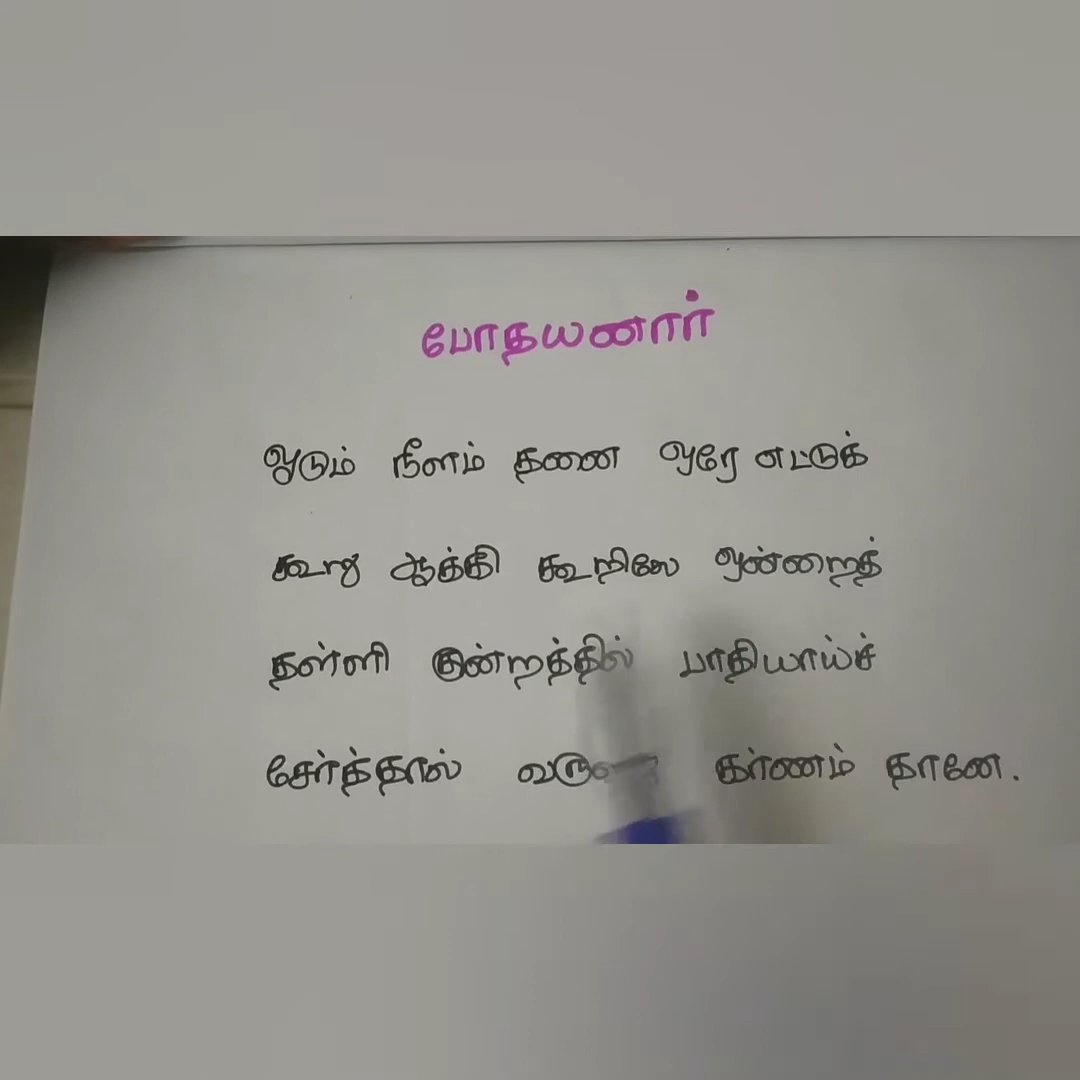 போதயனார்
ஓடும் நீளம் தனை ஒரே எட்டுக்
கூறு ஆக்கி கூறிலே ஒன்றைத்
தள்ளி குன்றத்தில் பாதியாய்ச்
சேர்த்தால் கர்ணம் தானே.